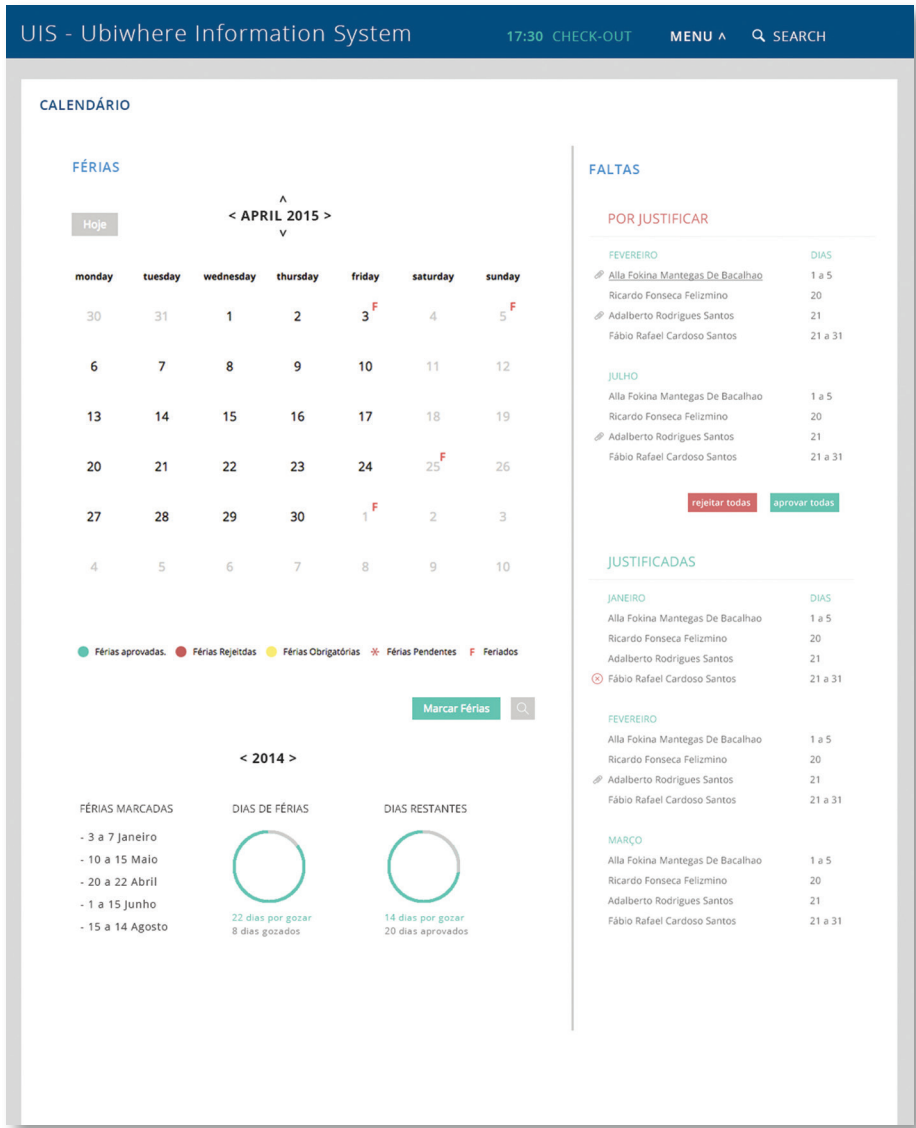 UIS - Ubiwhere Information System 17:30 CHECK-OUT MENU ˄ SEARCH
CALENDÁRIO
FÉRIAS
˄
Hoje < APRIL 2015 >
˅
monday tuesday wednesday thursday friday saturday sunday
30 31 1 2 3 F 4 5 F
6 7 8 9 10 11 12
13 14 15 16 17 18 19
20 21 22 23 24 25 F 26
27 28 29 30 1 F 2 3
4 5 6 7 8 9 10
Férias aprovadas. Férias Rejeitdas Férias Obrigatórias Férias Pendentes F Feriados
Marcar Férias
< 2014 >
FÉRIAS MARCADAS
- 3 a 7 Janeiro
- 10 a 15 Maio
- 20 a 22 Abril
- 1 a 15 Junho
- 15 a 14 Agosto
DIAS DE FÉRIAS
22 dias por gozar
8 dias gozados
DIAS RESTANTES
14 dias por gozar
20 dias aprovados
FALTAS
POR JUSTIFICAR
FEVEREIRO DIAS
Alla Fokina Mantegas De Bacalhao 1 a 5
Ricardo Fonseca Felizmino 20
Adalberto Rodrigues Santos 21
Fábio Rafael Cardoso Santos 21 a 31
JULHO
Alla Fokina Mantegas De Bacalhao 1 a 5
Ricardo Fonseca Felizmino 20
Adalberto Rodrigues Santos 21
Fábio Rafael Cardoso Santos 21 a 31
rejeitar todas aprovar todas
JUSTIFICADAS
JANEIRO DIAS
Alla Fokina Mantegas De Bacalhao 1 a 5
Ricardo Fonseca Felizmino 20
Adalberto Rodrigues Santos 21
Fábio Rafael Cardoso Santos 21 a 31
FEVEREIRO
Alla Fokina Mantegas De Bacalhao 1 a 5
Ricardo Fonseca Felizmino 20
Adalberto Rodrigues Santos 21
Fábio Rafael Cardoso Santos 21 a 31
MARÇO
Alla Fokina Mantegas De Bacalhao 1 a 5
Ricardo Fonseca Felizmino 20
Adalberto Rodrigues Santos 21
Fábio Rafael Cardoso Santos 21 a 31